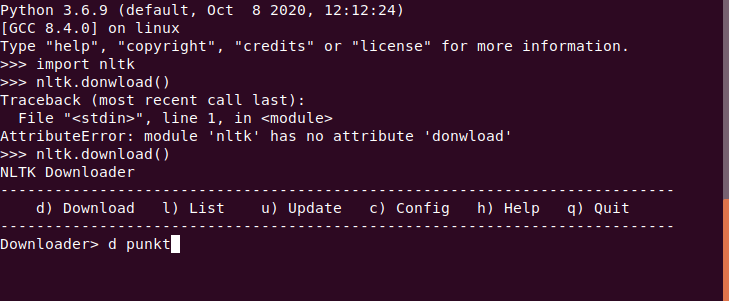 Python 3.6.9 (default, Oct  8 2020, 12:12:24)
[GCC 8.4.0] on linux
Type "help", "copyright", "credits" or "license" for more information.
>>> import nltk
>>> nltk.donwload()
Traceback (most recent call last):
  File "<stdin>", line 1, in <module>
AttributeError: module 'nltk' has no attribute 'donwload'
>>> nltk.download()
NLTK Downloader
---------------------------------------------------------------------------
    d) Download   l) List    u) Update   c) Config   h) Help   q) Quit
---------------------------------------------------------------------------
Downloader> d punkt